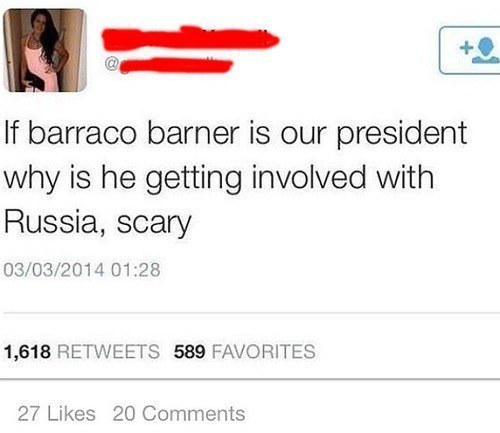 @
If barraco barner is our president
why is he getting involved with
Russia, scary
03/03/2014 01:28
1,618 RETWEETS 589 FAVORITES
27 Likes 20 Comments